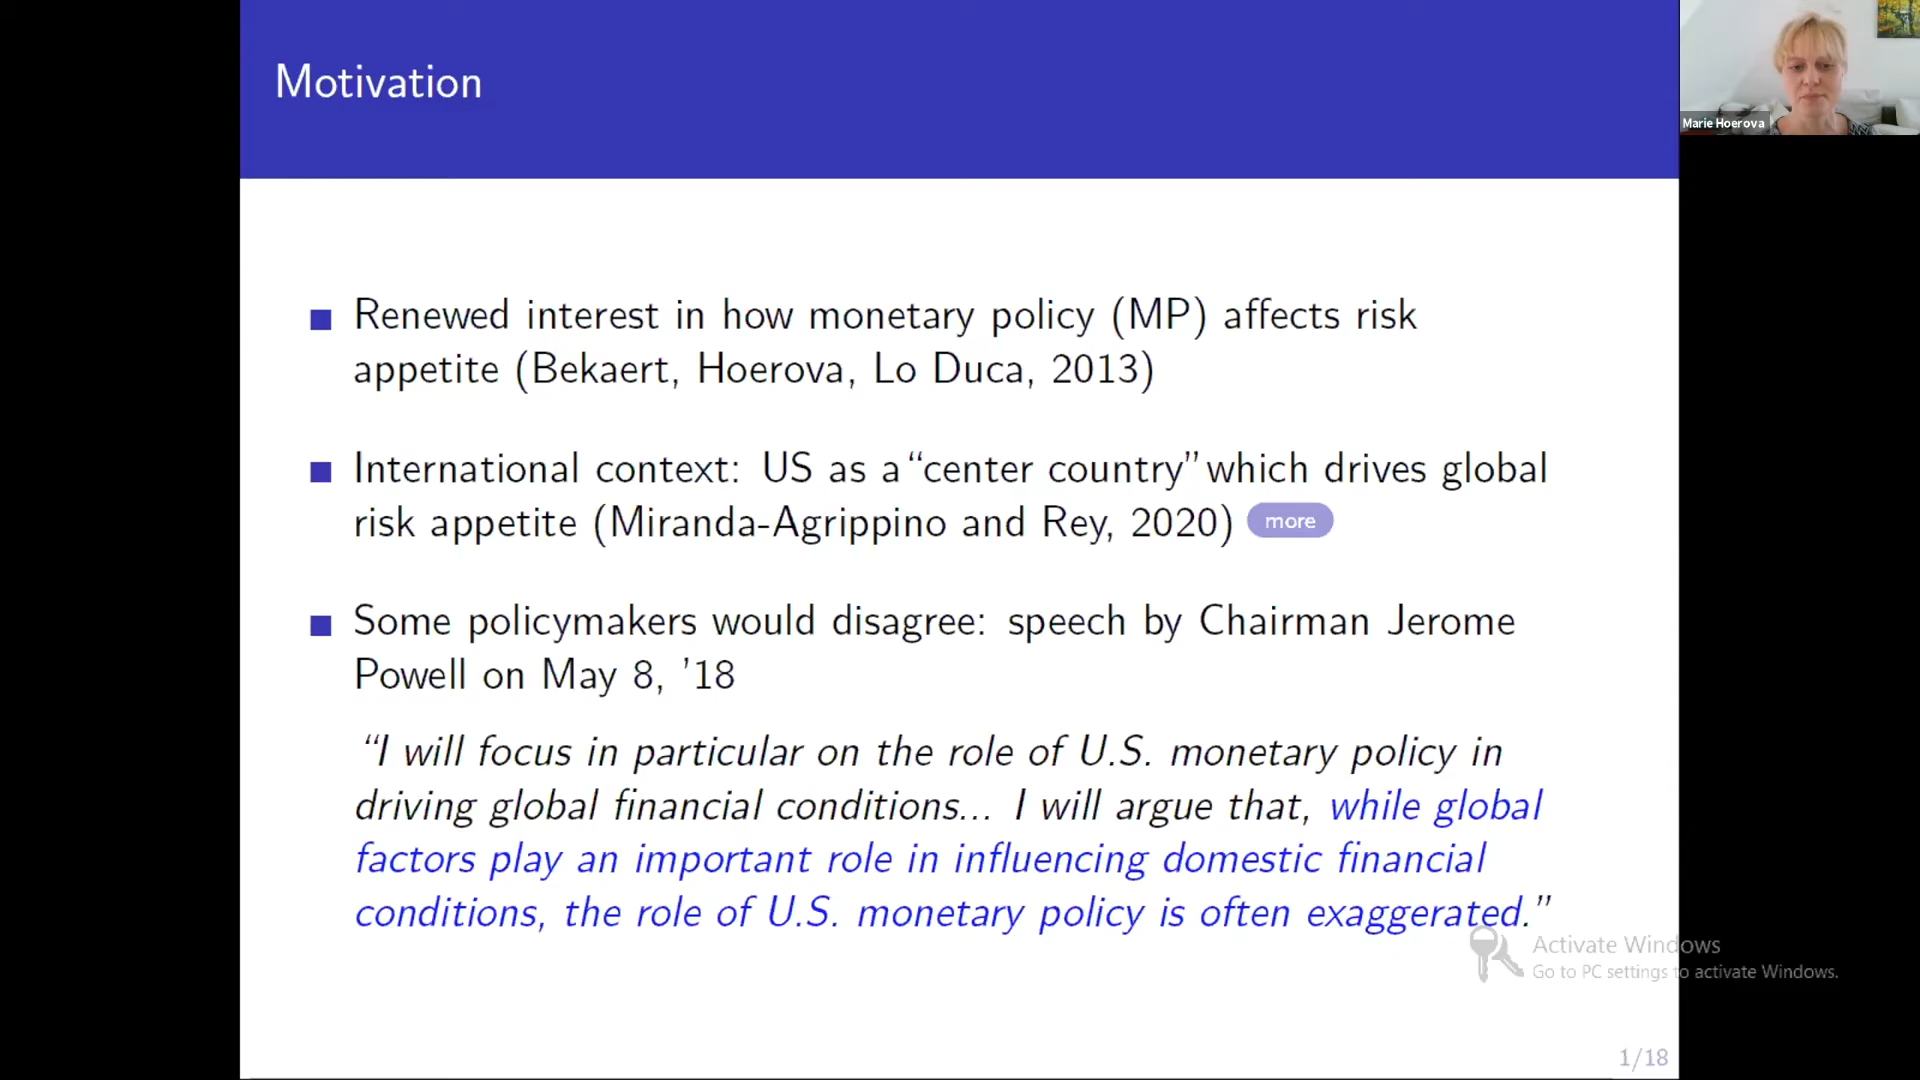 Motivation
Marie Hoerova
Renewed interest in how monetary policy (MP) affects risk
appetite (Bekaert, Hoerova, Lo Duca, 2013)
International context: US as a “center country” which drives global
risk appetite (Miranda-Agrippino and Rey, 2020) more
Some policymakers would disagree: speech by Chairman Jerome
Powell on May 8, ’18
“I will focus in particular on the role of U.S. monetary policy in
driving global financial conditions... I will argue that, while global
factors play an important role in influencing domestic financial
conditions, the role of U.S. monetary policy is often exaggerated.”
Activate Windows
Go to PC settings to activate Windows.
1/18